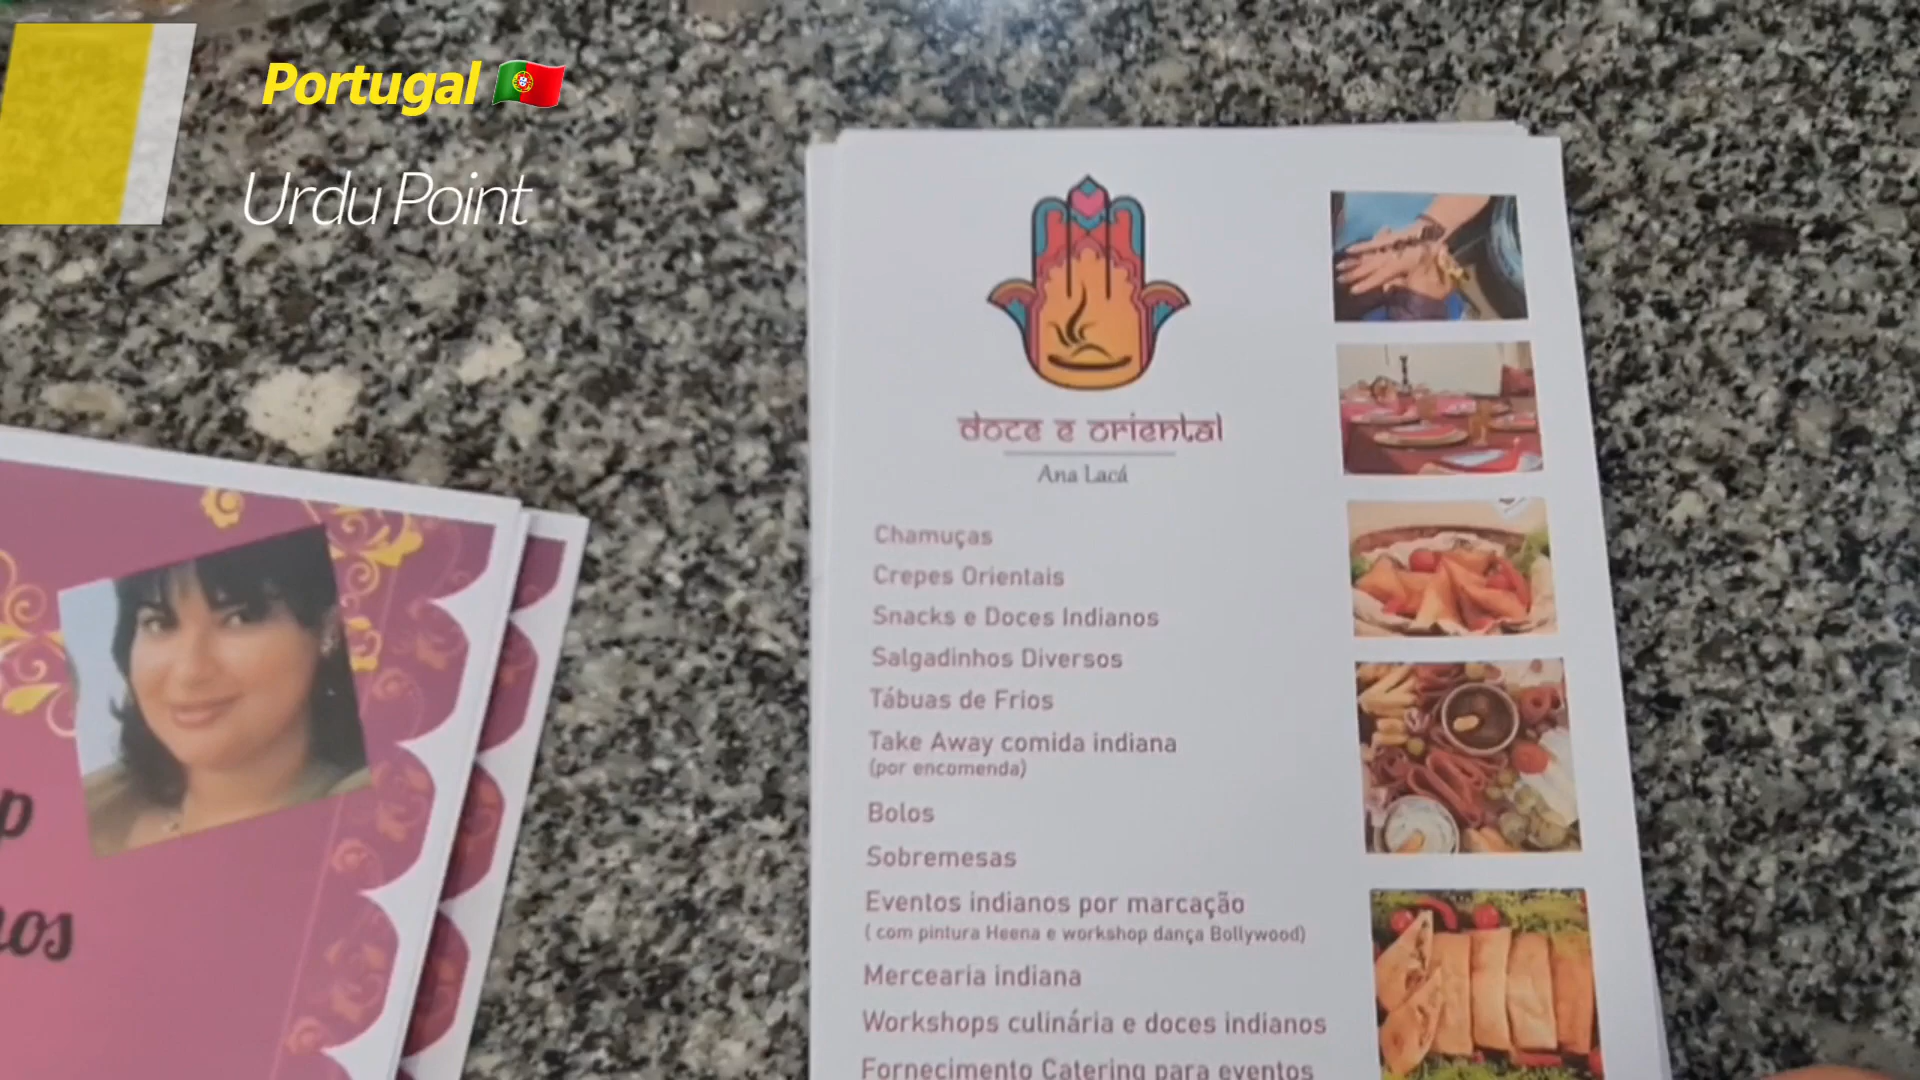 Portugal
Urdu Point
doce e oriental
Ana Lacá
Chamuças
Crepes Orientais
Snacks e Doces Indianos
Salgadinhos Diversos
Tábuas de Frios
Take Away comida indiana
(por encomenda)
Bolos
Sobremesas
Eventos indianos por marcação
( com pintura Heena e workshop dança Bollywood)
Mercearia indiana
Workshops culinária e doces indianos
Fornecimento Catering para eventos